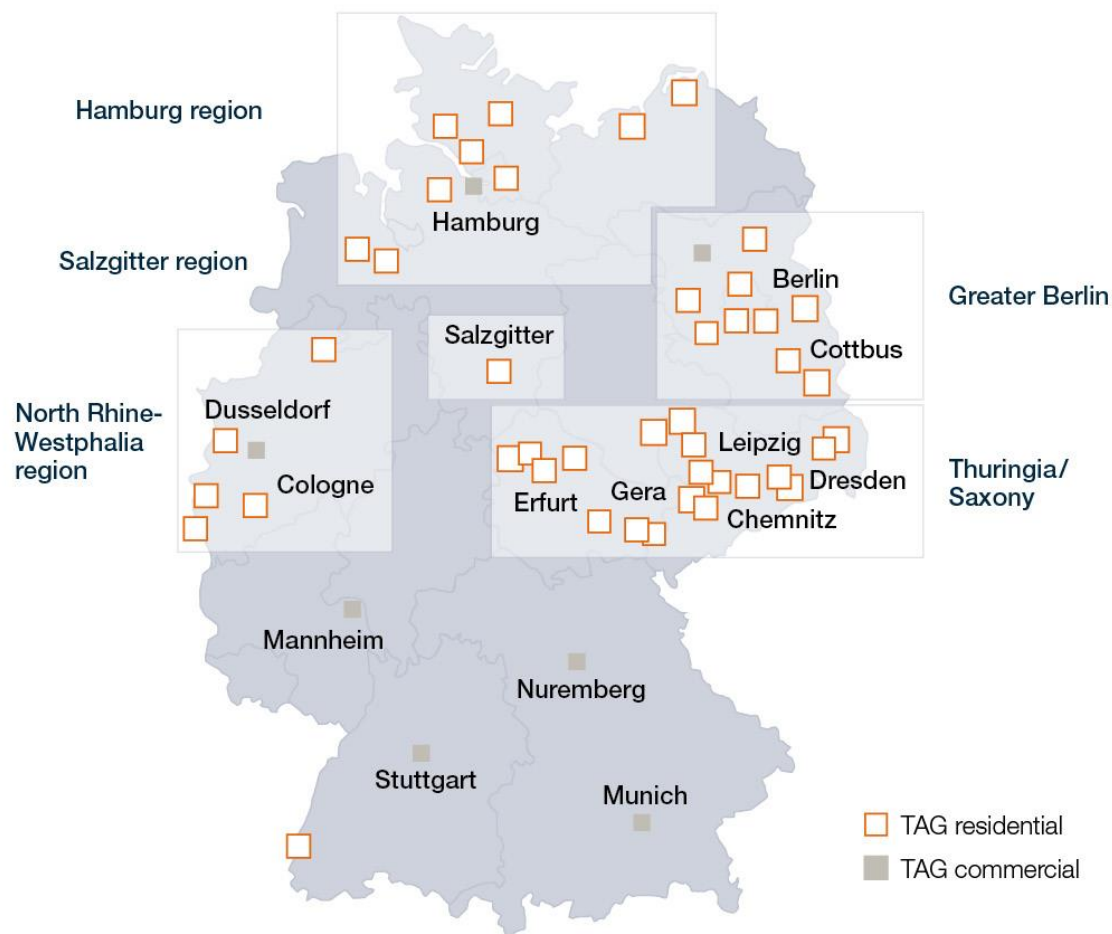 Hamburg region
Hamburg
Salzgitter region
Berlin
Greater Berlin
Salzgitter
Cottbus
North Rhine-
Westphalia
region
Dusseldorf
Cologne
Leipzig
Dresden
Thuringia/
Saxony
Erfurt
Gera
Chemnitz
Mannheim
Nuremberg
Stuttgart
Munich
TAG residential
TAG commercial